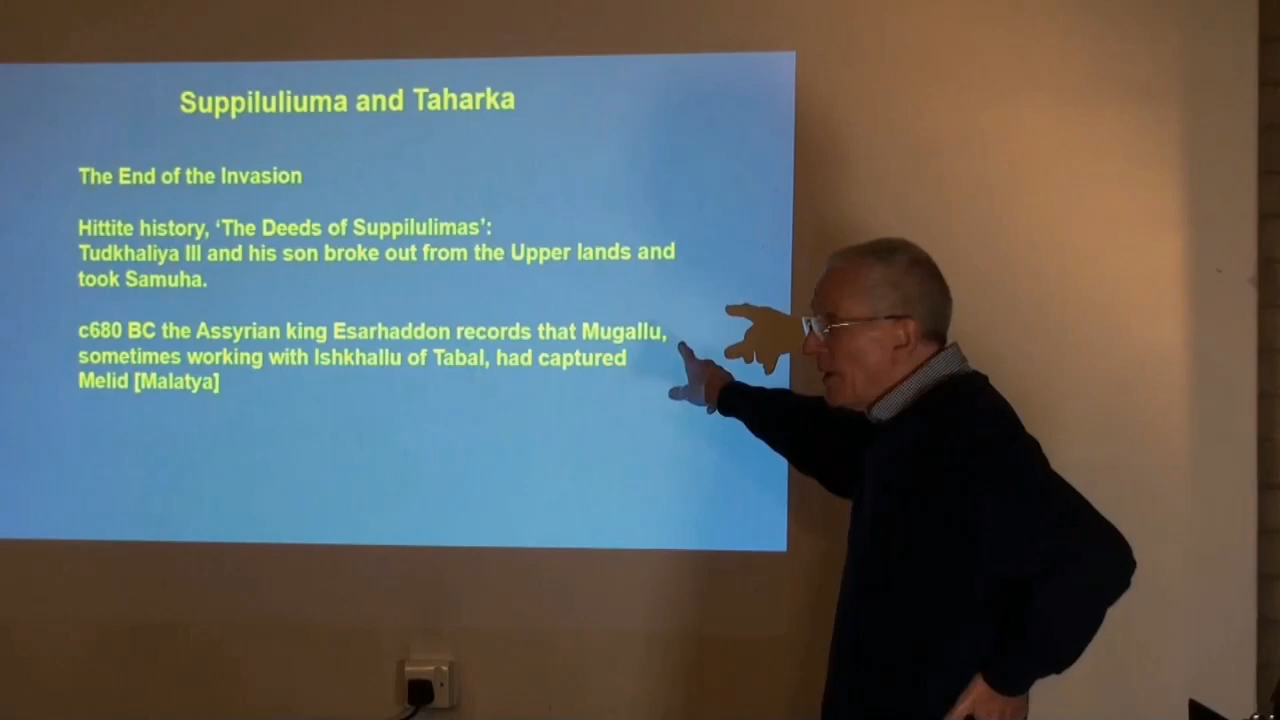 Suppiluliuma and Taharka
The End of the Invasion
Hittite history, ‘The Deeds of Suppilulimas’:
Tudkhaliya III and his son broke out from the Upper lands and
took Samuha.
c680 BC the Assyrian king Esarhaddon records that Mugallu,
sometimes working with Ishkhallu of Tabal, had captured
Melid [Malatya]